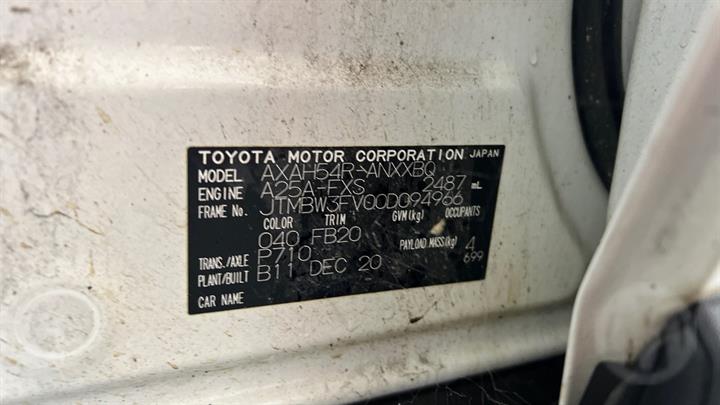 TOYOTA MOTOR CORPORATION JAPAN
MODEL AXAH54R-ANXXBQ
ENGINE A25A-FXS 2487 mL
FRAME No. JTMBW3FV00D094966
COLOR TRIM GVM(kg) OCCUPANTS
040 FB20 4
PAYLOAD MASS(kg) 699
TRANS./AXLE P710
PLANT/BUILT B11 DEC 20
CAR NAME